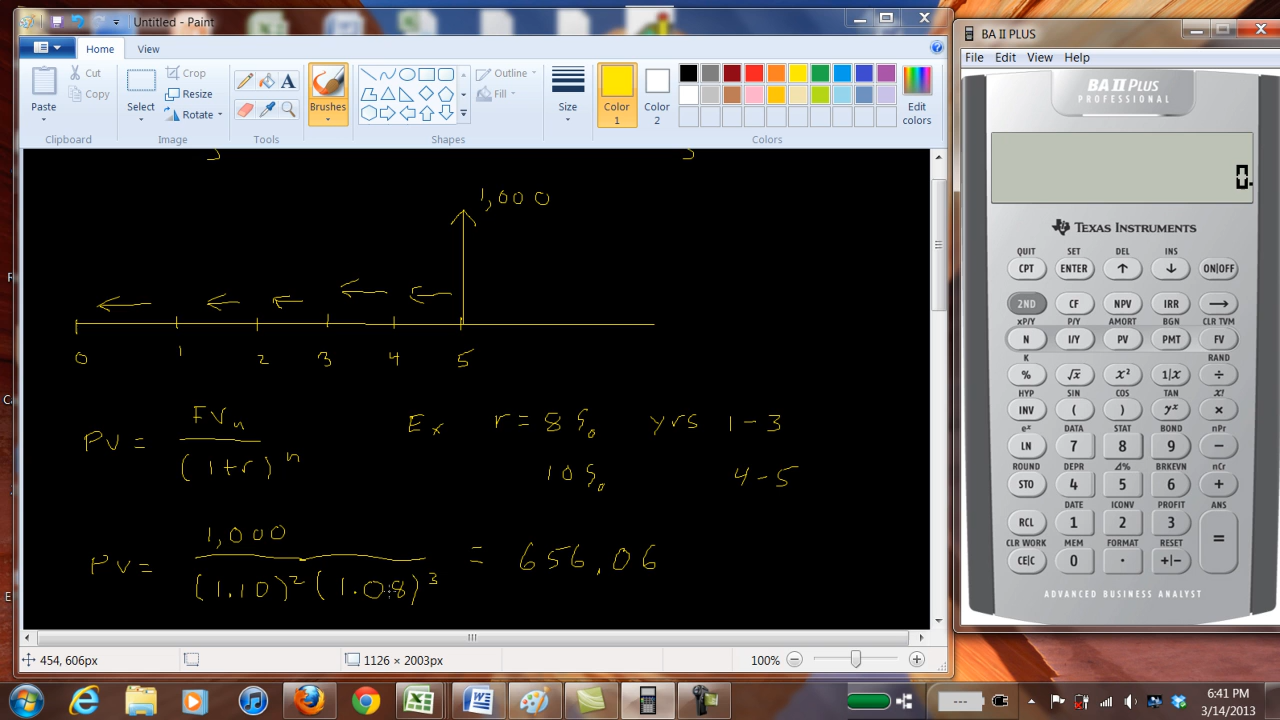 Untitled - Paint
BA II PLUS
File Edit View Help
Home View
Paste
Cut
Copy
Clipboard
Select
Crop
Resize
Rotate
Image
A
Tools
Brushes
Shapes
Outline
Fill
Size
Color 1
Color 2
Edit colors
Colors
1,000
0 1 2 3 4 5
PV = FVn / (1+r)^n
Ex r = 8% yrs 1 - 3
10% 4 - 5
PV = 1,000 / (1.10)^2 (1.08)^3 = 656.06
454, 606px
1126 × 2003px
100%
BA II PLUS
PROFESSIONAL
0.
TEXAS INSTRUMENTS
QUIT SET DEL INS
CPT ENTER ↑ ↓ ON|OFF
2ND CF NPV IRR →
xP/Y P/Y AMORT BGN CLR TVM
N I/Y PV PMT FV
K RAND
% √x x² 1|x ÷
HYP SIN COS TAN x!
INV ( ) yˣ ×
eˣ DATA STAT BOND nPr
LN 7 8 9 −
ROUND DEPR Δ% BRKEVN nCr
STO 4 5 6 +
DATE ICONV PROFIT ANS
RCL 1 2 3 =
CLR WORK MEM FORMAT RESET
CE|C 0 . +|−
ADVANCED BUSINESS ANALYST
6:41 PM
3/14/2013